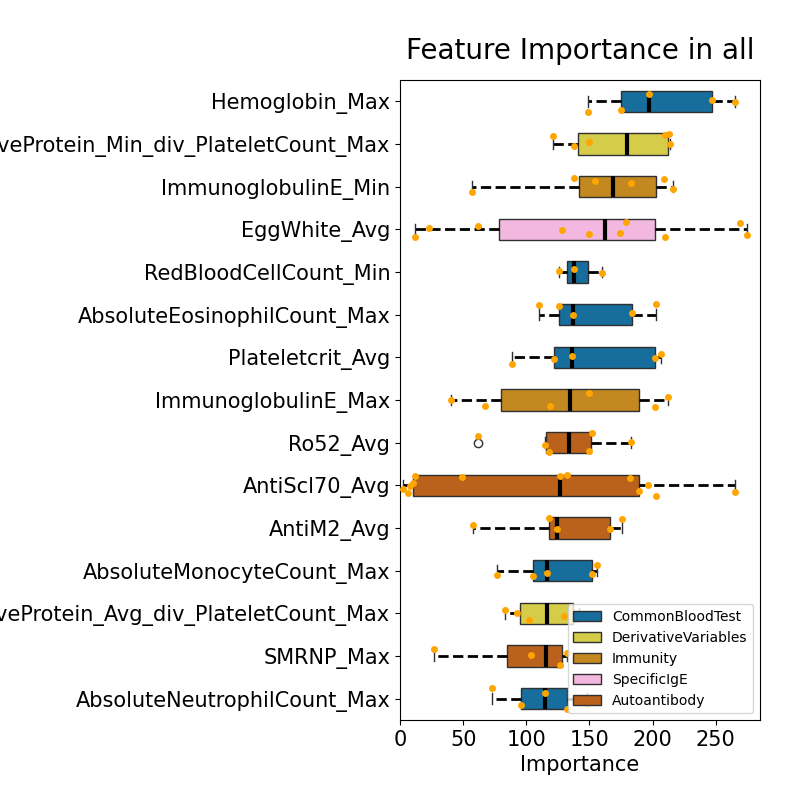 Feature Importance in all
Hemoglobin_Max
veProtein_Min_div_PlateletCount_Max
ImmunoglobulinE_Min
EggWhite_Avg
RedBloodCellCount_Min
AbsoluteEosinophilCount_Max
Plateletcrit_Avg
ImmunoglobulinE_Max
Ro52_Avg
AntiScl70_Avg
AntiM2_Avg
AbsoluteMonocyteCount_Max
veProtein_Avg_div_PlateletCount_Max
SMRNP_Max
AbsoluteNeutrophilCount_Max
CommonBloodTest
DerivativeVariables
Immunity
SpecificIgE
Autoantibody
0 50 100 150 200 250
Importance